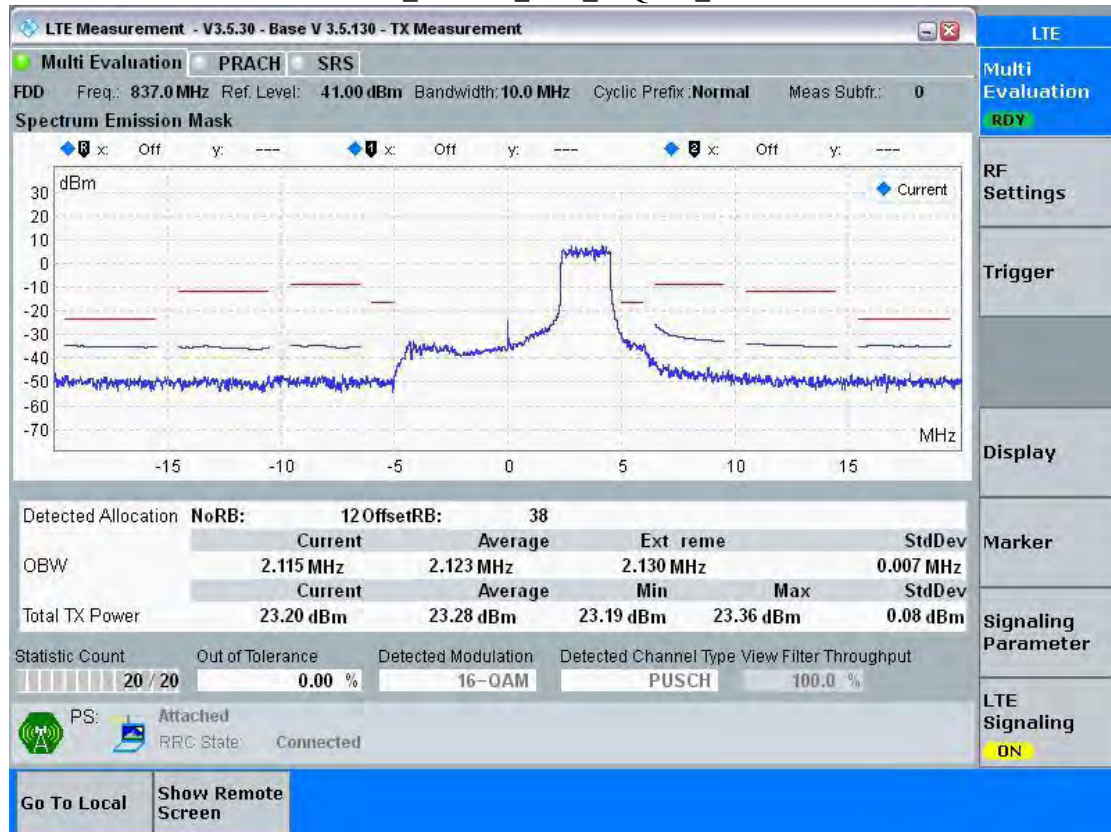 LTE Measurement - V3.5.30 - Base V 3.5.130 - TX Measurement
Multi Evaluation PRACH SRS
FDD Freq.: 837.0 MHz Ref. Level: 41.00 dBm Bandwidth: 10.0 MHz Cyclic Prefix : Normal Meas Subfr.: 0
Spectrum Emission Mask
R x: Off y: --- 1 x: Off y: --- 2 x: Off y: ---
dBm
Current
30
20
10
0
-10
-20
-30
-40
-50
-60
-70
MHz
-15 -10 -5 0 5 10 15
Detected Allocation NoRB: 12 OffsetRB: 38
Current Average Ext reme StdDev
OBW 2.115 MHz 2.123 MHz 2.130 MHz 0.007 MHz
Current Average Min Max StdDev
Total TX Power 23.20 dBm 23.28 dBm 23.19 dBm 23.36 dBm 0.08 dBm
Statistic Count Out of Tolerance Detected Modulation Detected Channel Type View Filter Throughput
20 / 20 0.00 % 16-QAM PUSCH 100.0 %
PS: Attached
RRC State: Connected
Go To Local
Show Remote
Screen
LTE
Multi
Evaluation
RDY
RF
Settings
Trigger
Display
Marker
Signaling
Parameter
LTE
Signaling
ON